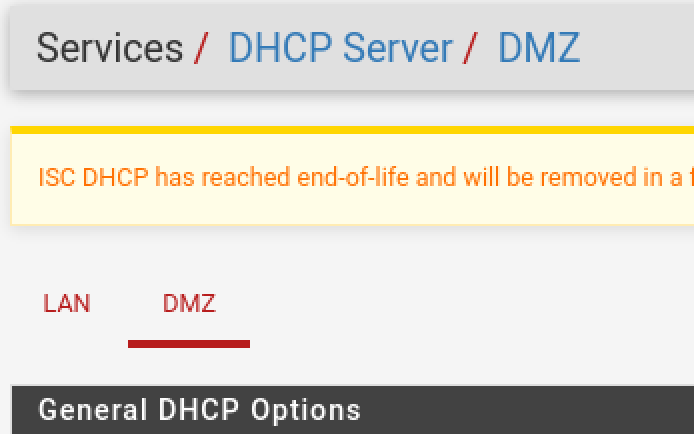 Services / DHCP Server / DMZ
ISC DHCP has reached end-of-life and will be removed in a
LAN DMZ
General DHCP Options